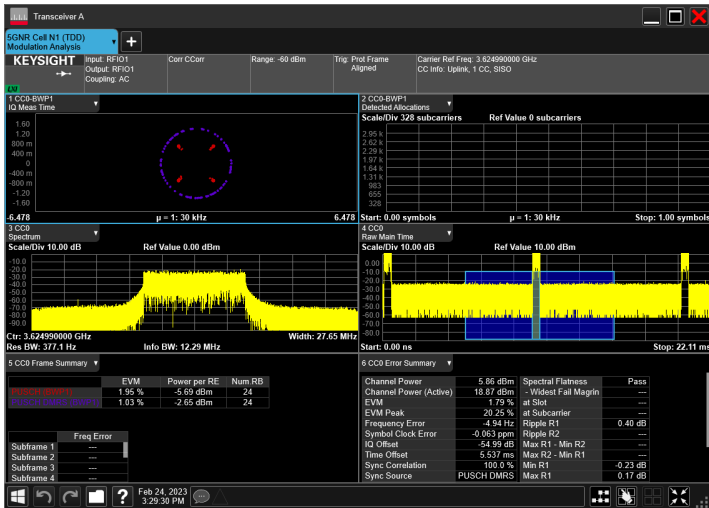 Transceiver A
5GNR Cell N1 (TDD)
Modulation Analysis
KEYSIGHT
LXI
Input: RFIO1
Output: RFIO1
Coupling: AC
Corr CCorr
Range: -60 dBm
Trig: Prot Frame
Aligned
Carrier Ref Freq: 3.624990000 GHz
CC Info: Uplink, 1 CC, SISO
1 CC0-BWP1
IQ Meas Time
1.60
1.20
800 m
400 m
0
-400 m
-800 m
-1.20
-1.60
-6.478
µ = 1: 30 kHz
6.478
2 CC0-BWP1
Detected Allocations
Scale/Div 328 subcarriers
Ref Value 0 subcarriers
2.95 k
2.62 k
2.29 k
1.97 k
1.64 k
1.31 k
983
655
328
Start: 0.00 symbols
µ = 1: 30 kHz
Stop: 1.00 symbols
3 CC0
Spectrum
Scale/Div 10.00 dB
Ref Value 0.00 dBm
-10.0
-20.0
-30.0
-40.0
-50.0
-60.0
-70.0
-80.0
-90.0
Ctr: 3.624990000 GHz
Width: 27.65 MHz
Res BW: 377.1 Hz
Info BW: 12.29 MHz
4 CC0
Raw Main Time
Scale/Div 10.00 dB
Ref Value 10.00 dBm
0.00
-10.0
-20.0
-30.0
-40.0
-50.0
-60.0
-70.0
-80.0
Start: 0.00 ns
Stop: 22.11 ms
5 CC0 Frame Summary
EVM Power per RE Num.RB
1.95 % -5.69 dBm 24
1.03 % -2.65 dBm 24
Freq Error
Subframe 1 ---
Subframe 2 ---
Subframe 3 ---
Subframe 4 ---
6 CC0 Error Summary
Channel Power 5.86 dBm Spectral Flatness Pass
Channel Power (Active) 18.87 dBm - Widest Fail Magrin ---
EVM 1.79 % at Slot ---
EVM Peak 20.25 % at Subcarrier ---
Frequency Error -4.94 Hz Ripple R1 0.40 dB
Symbol Clock Error -0.063 ppm Ripple R2 ---
IQ Offset -54.99 dB Max R1 - Min R2 ---
Time Offset 5.537 ms Max R2 - Min R1 ---
Sync Correlation 100.0 % Min R1 -0.23 dB
Sync Source PUSCH DMRS Max R1 0.17 dB
Feb 24, 2023
3:29:30 PM